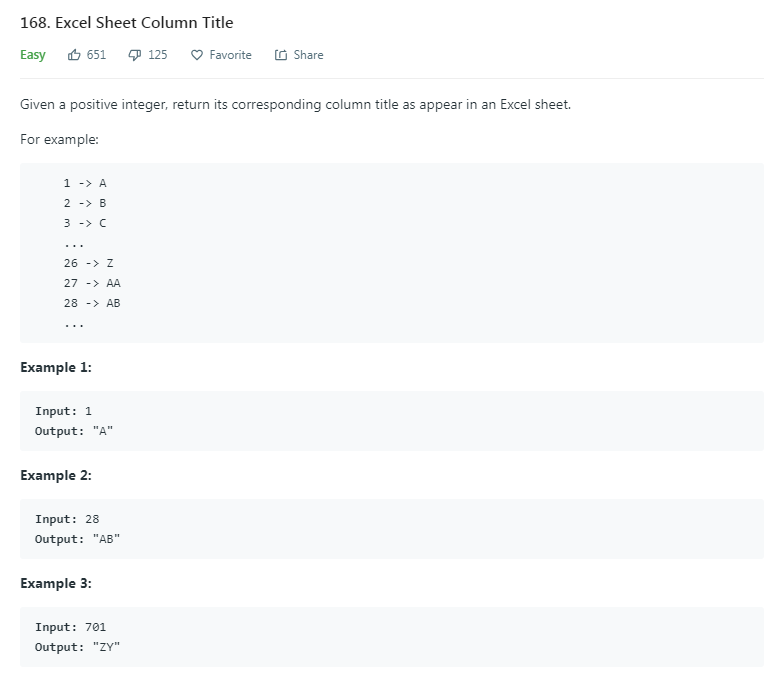 168. Excel Sheet Column Title
Easy 651 125 Favorite Share
Given a positive integer, return its corresponding column title as appear in an Excel sheet.
For example:
1 -> A
2 -> B
3 -> C
...
26 -> Z
27 -> AA
28 -> AB
...
Example 1:
Input: 1
Output: "A"
Example 2:
Input: 28
Output: "AB"
Example 3:
Input: 701
Output: "ZY"